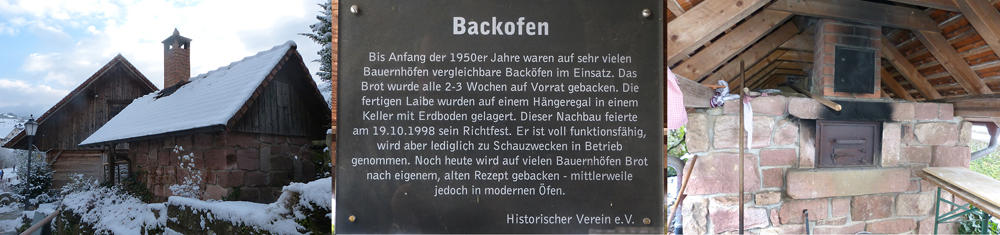 Backofen
Bis Anfang der 1950er Jahre waren auf sehr vielen
Bauernhöfen vergleichbare Backöfen im Einsatz. Das
Brot wurde alle 2-3 Wochen auf Vorrat gebacken. Die
fertigen Laibe wurden auf einem Hängeregal in einem
Keller mit Erdboden gelagert. Dieser Nachbau feierte
am 19.10.1998 sein Richtfest. Er ist voll funktionsfähig,
wird aber lediglich zu Schauzwecken in Betrieb
genommen. Noch heute wird auf vielen Bauernhöfen Brot
nach eigenem, alten Rezept gebacken - mittlerweile
jedoch in modernen Öfen.
Historischer Verein e.V.